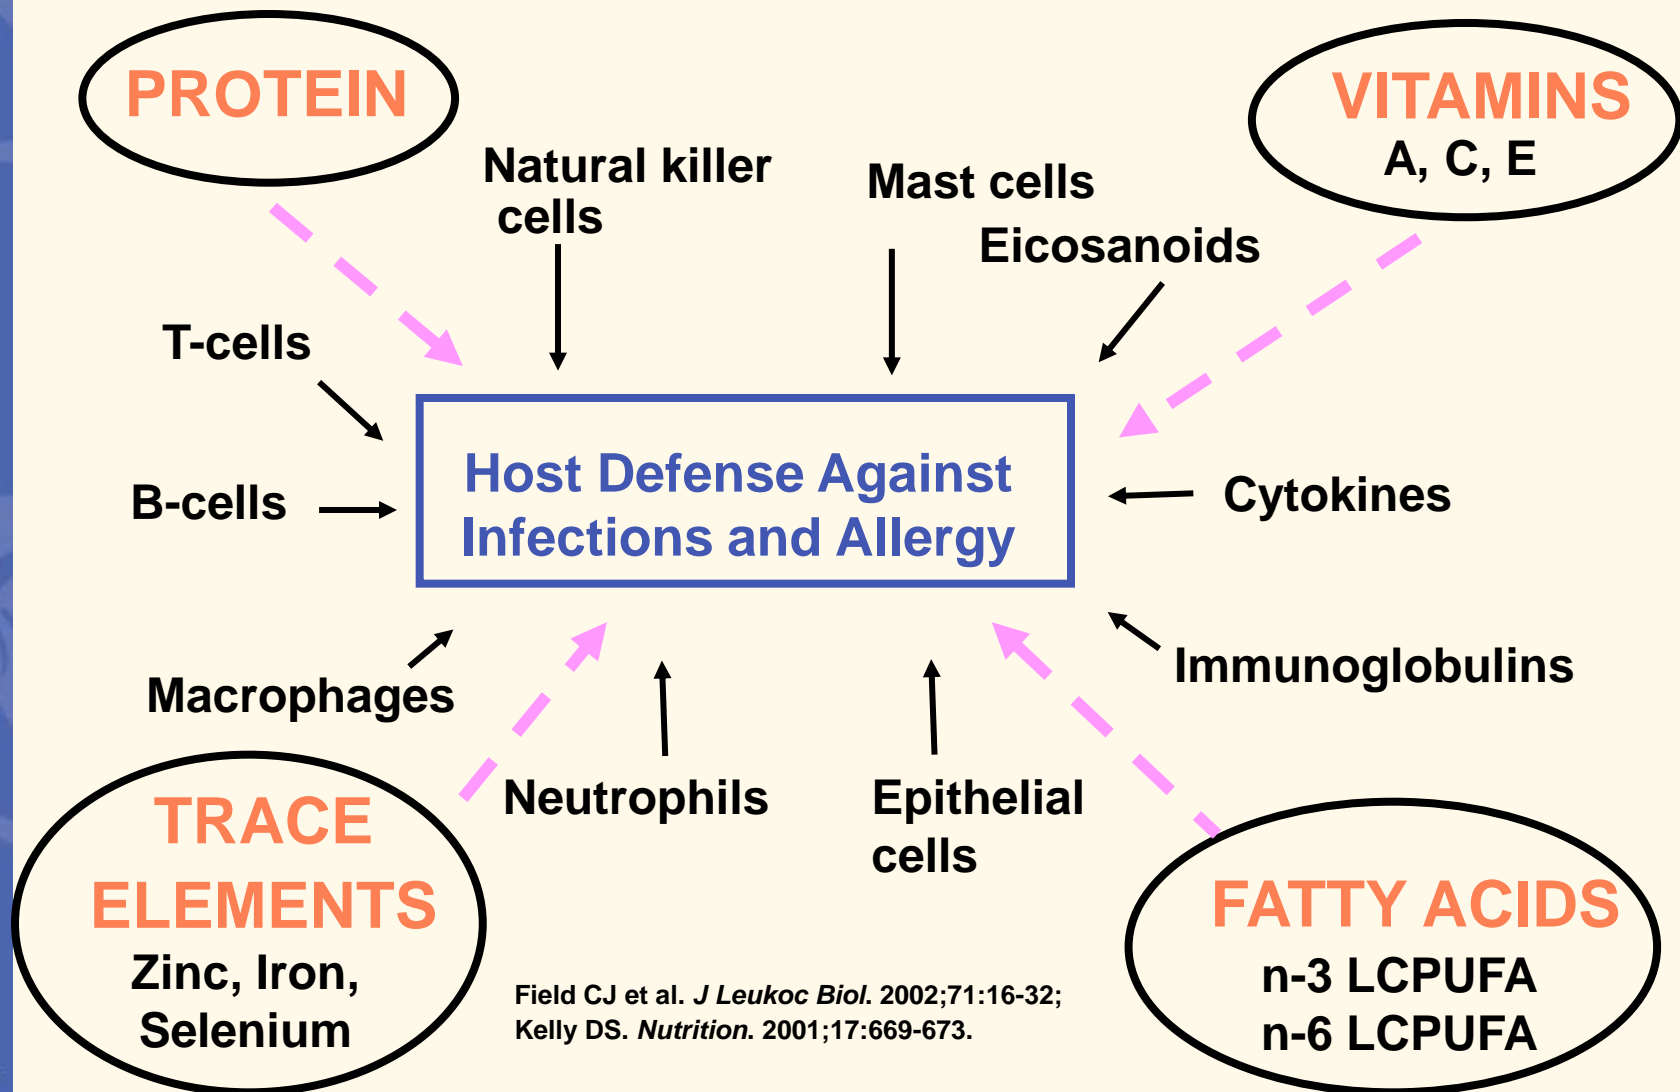 PROTEIN
VITAMINS
A, C, E
Natural killer
cells
Mast cells
Eicosanoids
T-cells
B-cells
Host Defense Against
Infections and Allergy
Cytokines
Macrophages
Immunoglobulins
Neutrophils
Epithelial
cells
TRACE
ELEMENTS
Zinc, Iron,
Selenium
FATTY ACIDS
n-3 LCPUFA
n-6 LCPUFA
Field CJ et al. J Leukoc Biol. 2002;71:16-32;
Kelly DS. Nutrition. 2001;17:669-673.